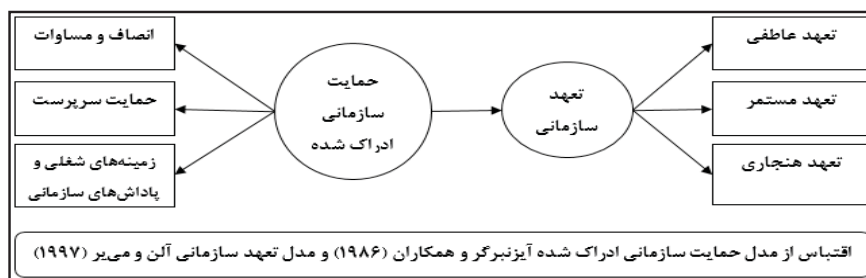 انصاف و مساوات
حمایت سرپرست
زمینه‌های شغلی و
پاداش‌های سازمانی
حمایت
سازمانی
ادراک شده
تعهد
سازمانی
تعهد عاطفی
تعهد مستمر
تعهد هنجاری
اقتباس از مدل حمایت سازمانی ادراک شده آیزنبرگر و همکاران (۱۹۸۶) و مدل تعهد سازمانی آلن و می‌یر (۱۹۹۷)